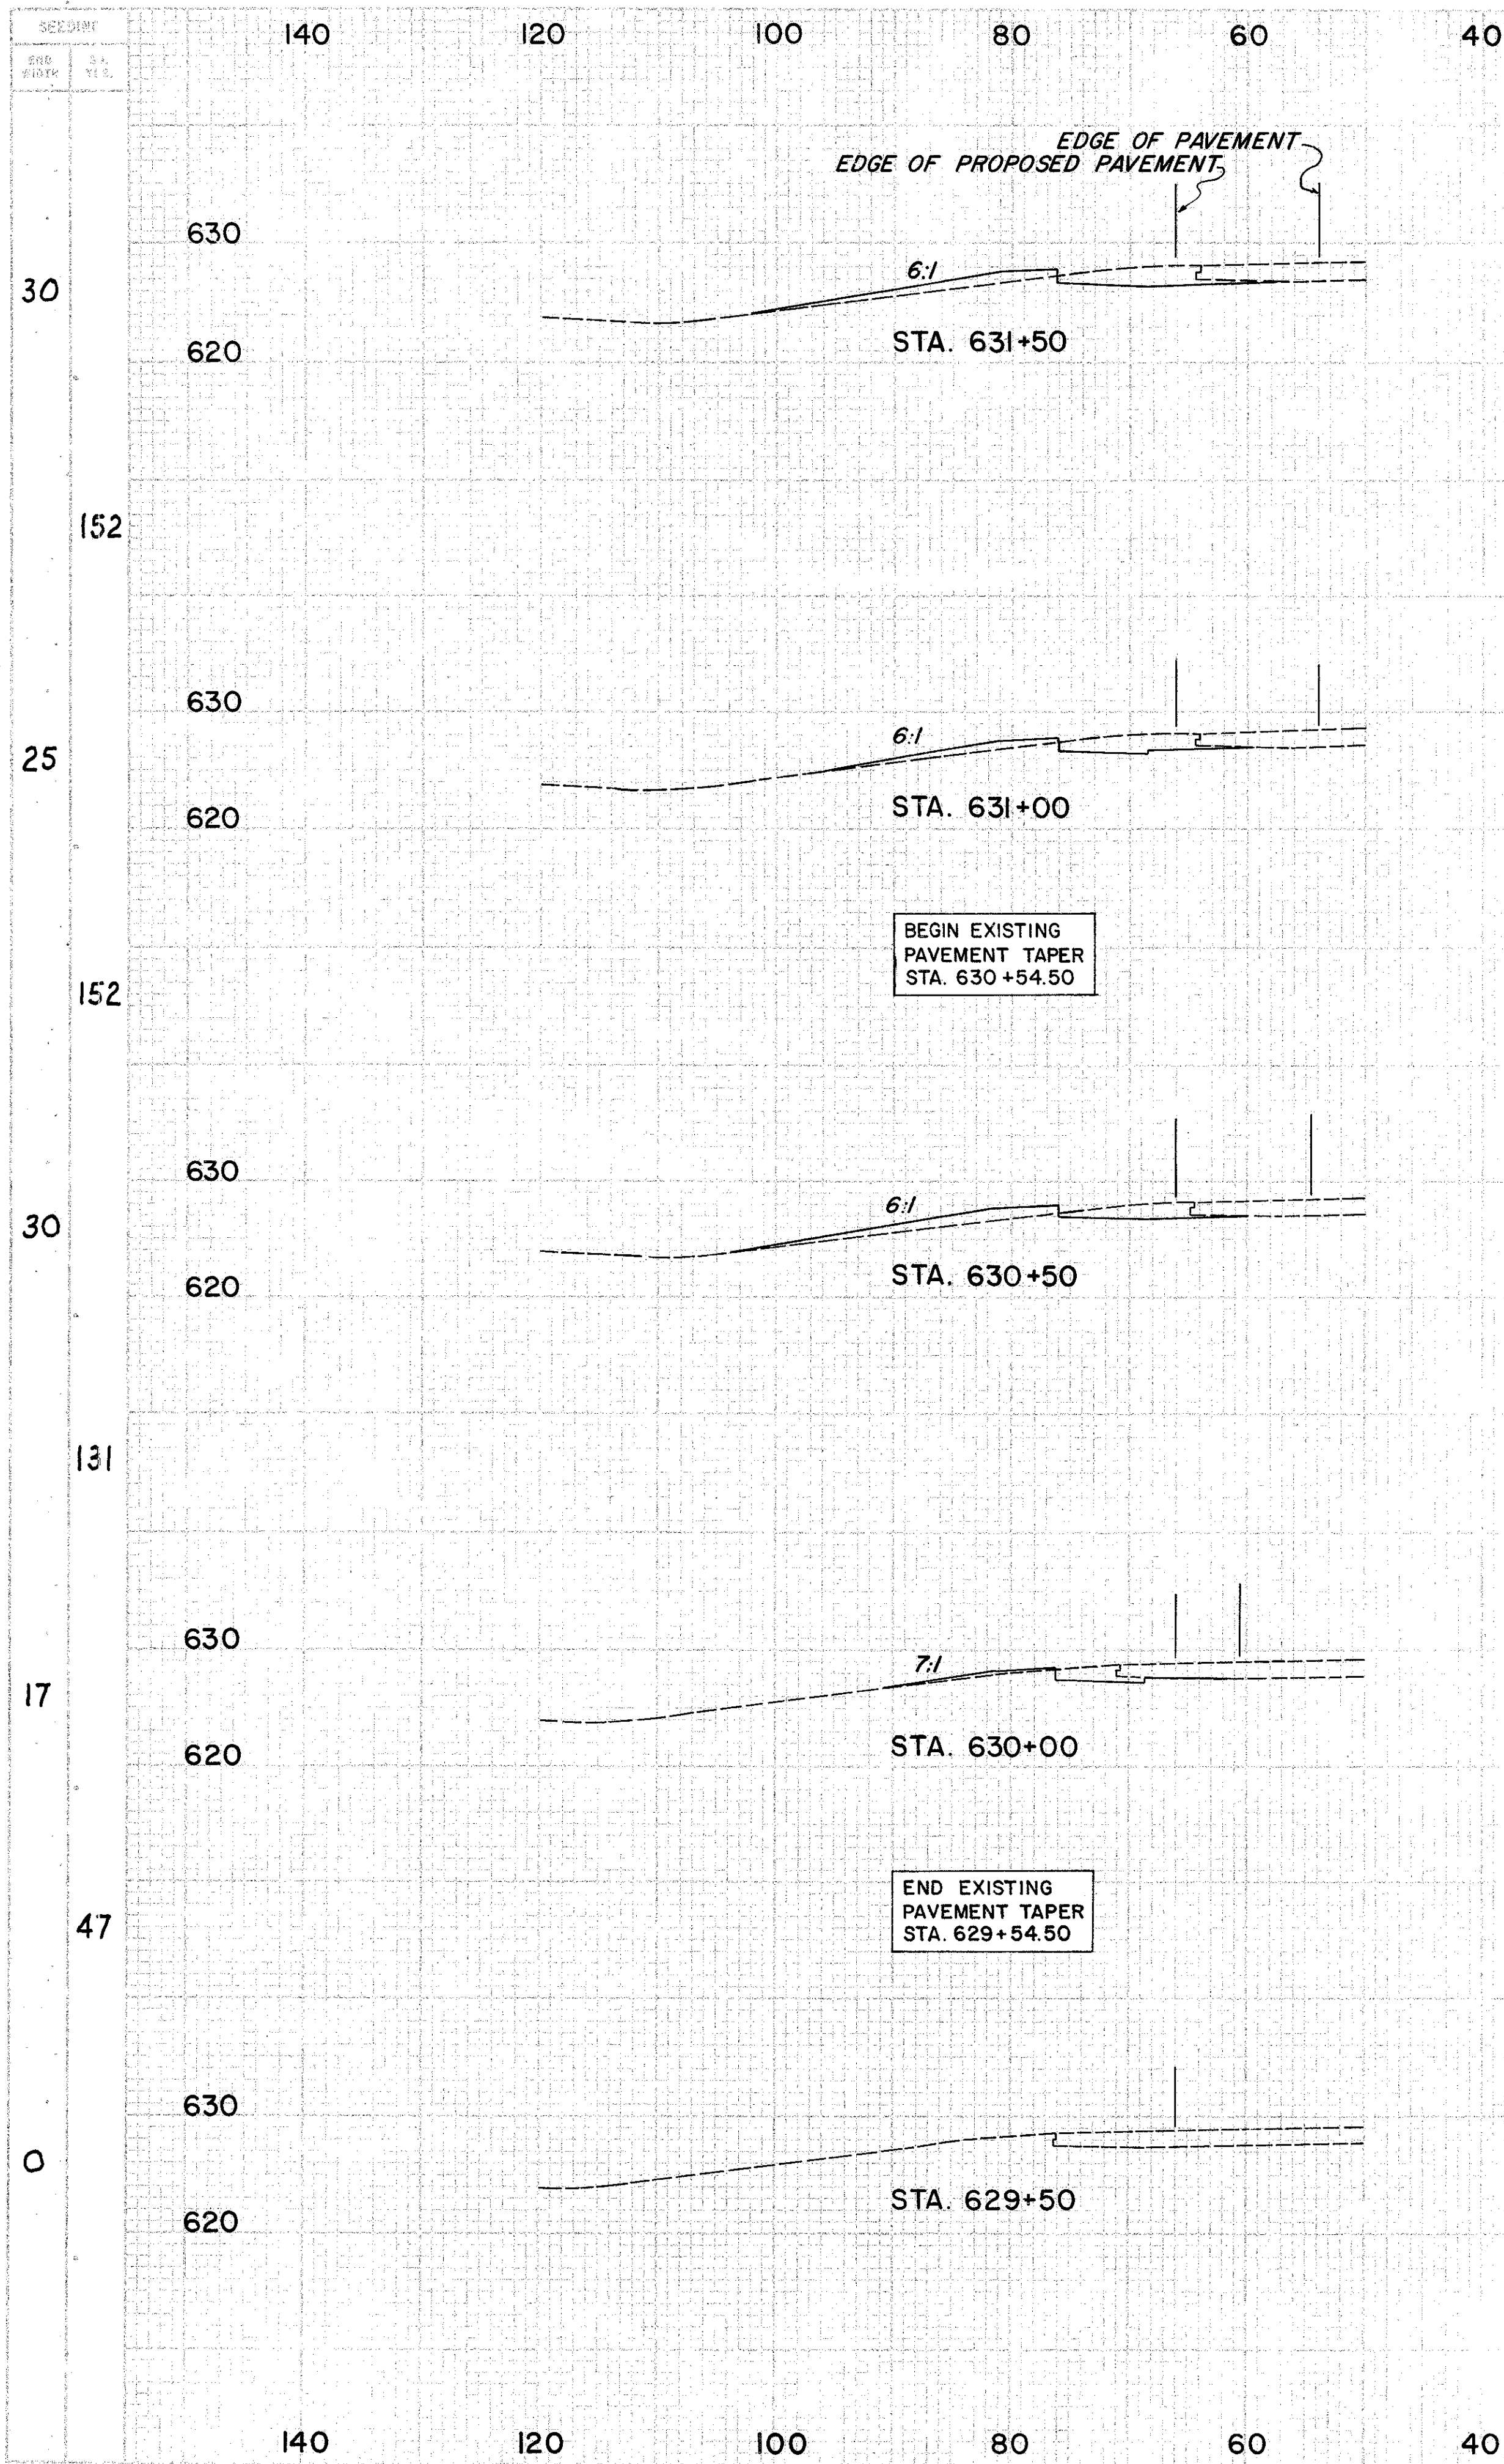 SEEDING
140 120 100 80 60 40
END WIDTH
YDS.
EDGE OF PAVEMENT
EDGE OF PROPOSED PAVEMENT
630
6:1
30
STA. 631+50
620
152
630
6:1
25
STA. 631+00
620
BEGIN EXISTING
PAVEMENT TAPER
STA. 630+54.50
152
630
6:1
30
STA. 630+50
620
131
630
7:1
17
STA. 630+00
620
END EXISTING
PAVEMENT TAPER
STA. 629+54.50
47
630
0
STA. 629+50
620
140 120 100 80 60 40